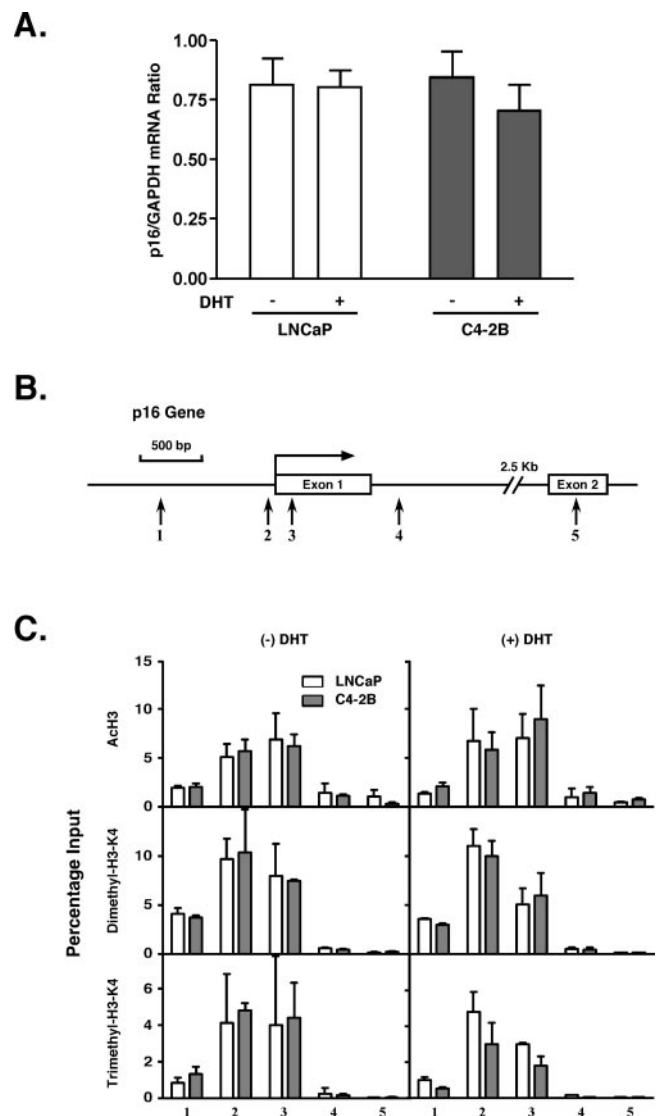 A.
1.00
0.75
0.50
0.25
0.00
p16/GAPDH mRNA Ratio
DHT - + - +
LNCaP C4-2B
B.
p16 Gene
500 bp
2.5 Kb
Exon 1 Exon 2
1 2 3 4 5
C.
(-) DHT (+) DHT
LNCaP
C4-2B
15
10
5
0
AcH3
10
5
0
Dimethyl-H3-K4
6
4
2
0
Trimethyl-H3-K4
Percentage Input
1 2 3 4 5 1 2 3 4 5